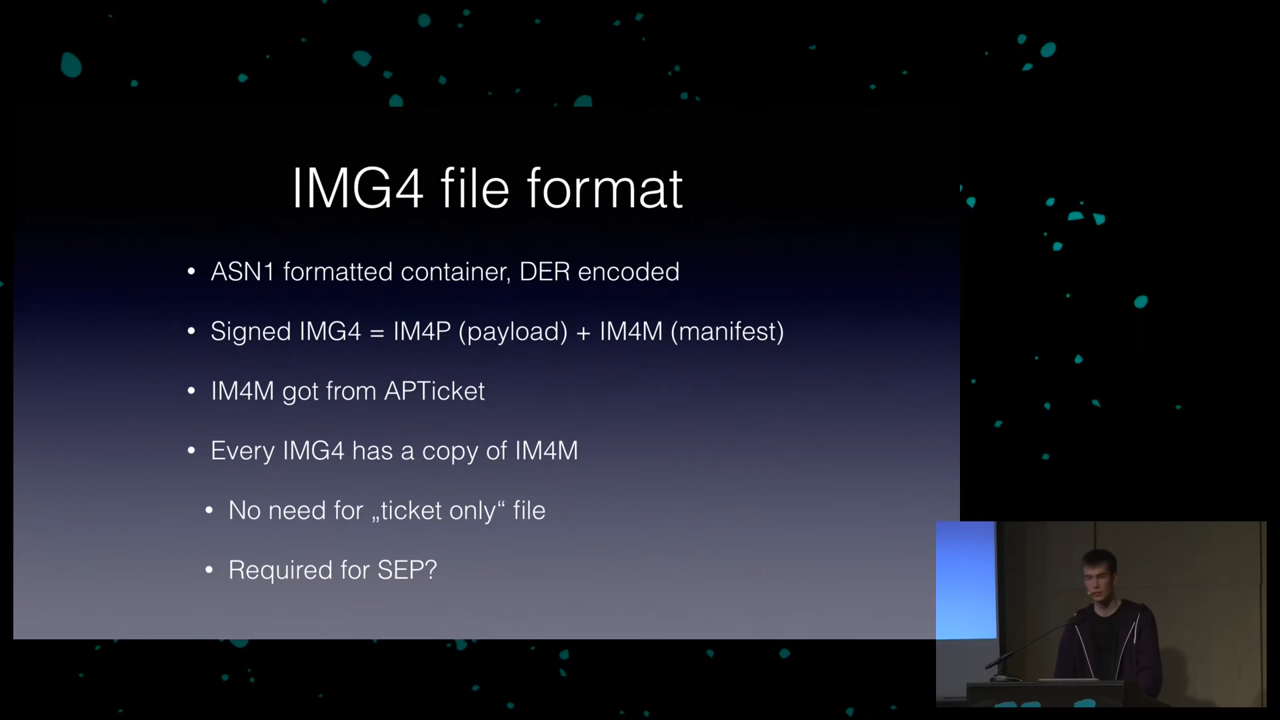 IMG4 file format
• ASN1 formatted container, DER encoded
• Signed IMG4 = IM4P (payload) + IM4M (manifest)
• IM4M got from APTicket
• Every IMG4 has a copy of IM4M
• No need for „ticket only“ file
• Required for SEP?